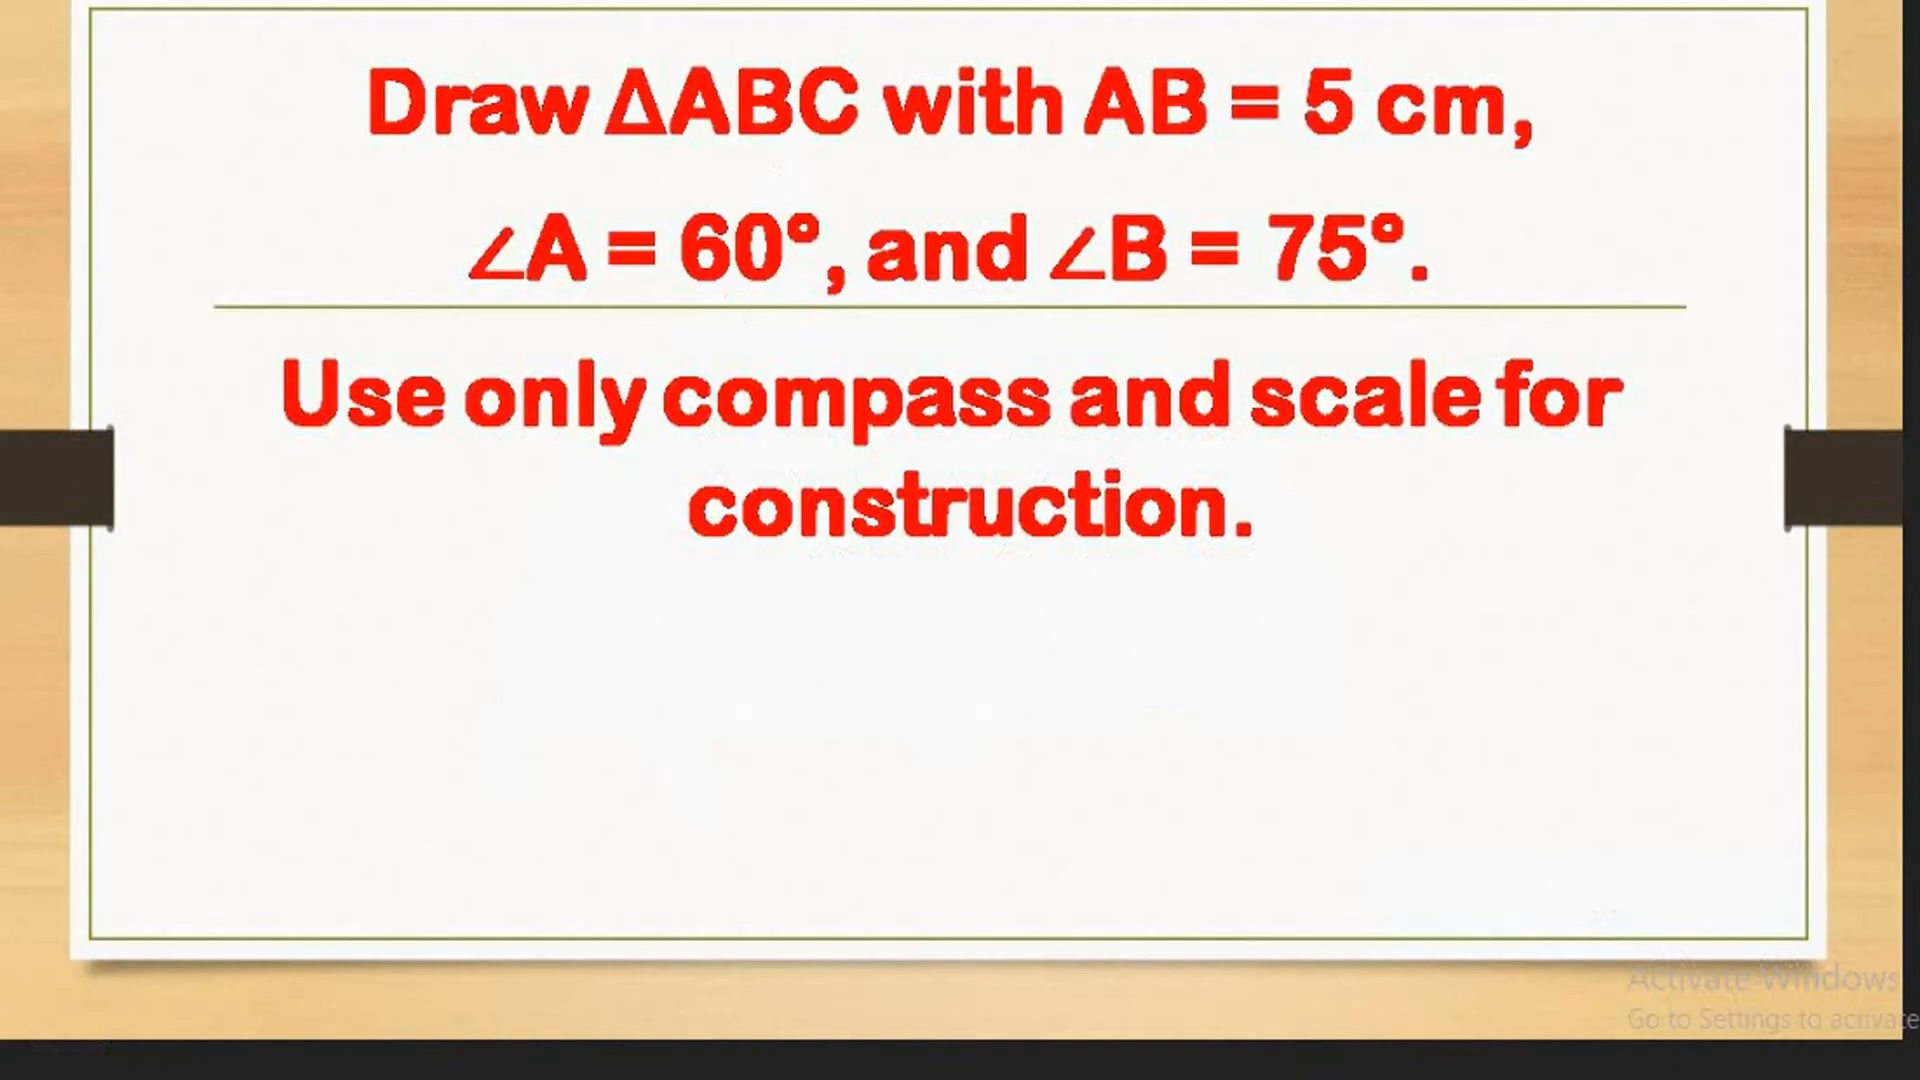 Draw ΔABC with AB = 5 cm,
∠A = 60°, and ∠B = 75°.
Use only compass and scale for
construction.
Activate Windows
Go to Settings to activate